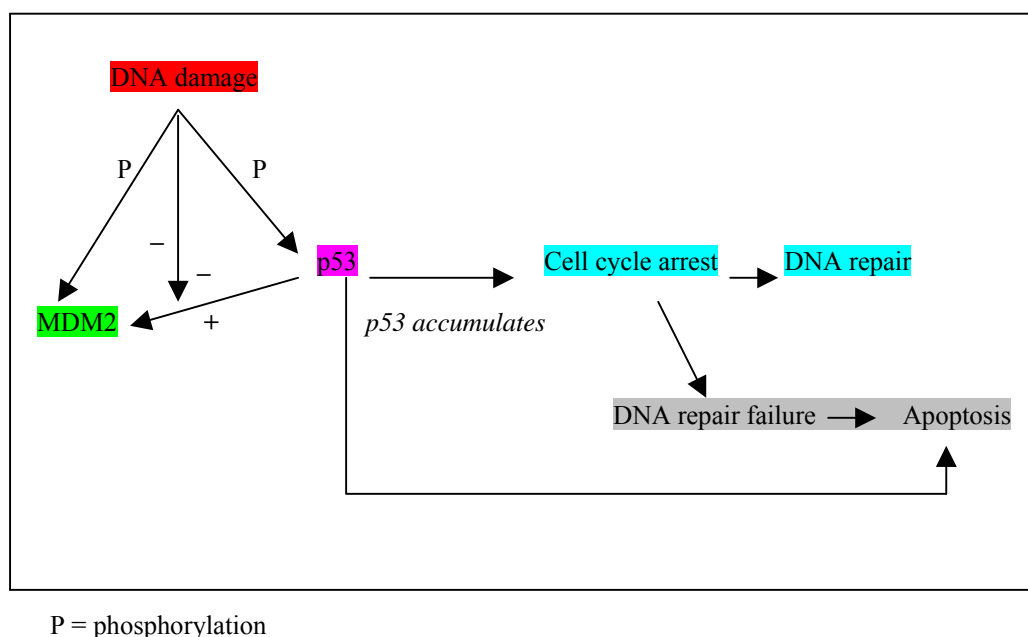 DNA damage
P P
–
–
p53 Cell cycle arrest DNA repair
MDM2 + p53 accumulates
DNA repair failure Apoptosis
P = phosphorylation